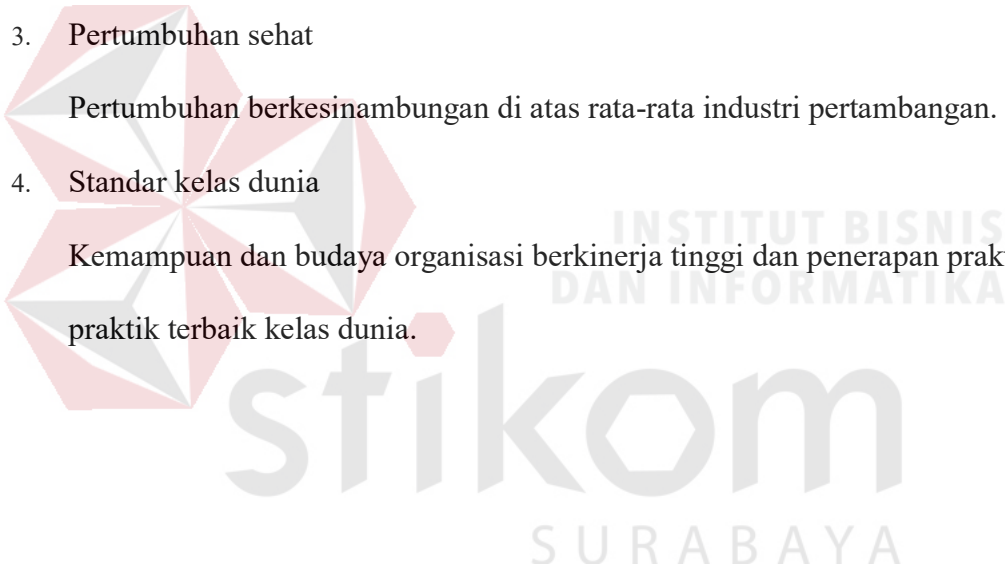 3. Pertumbuhan sehat
Pertumbuhan berkesinambungan di atas rata-rata industri pertambangan.
4. Standar kelas dunia
INSTITUT BISNIS
Kemampuan dan budaya organisasi berkinerja tinggi dan penerapan prak
DAN INFORMATIKA
praktik terbaik kelas dunia.
stikom
SURABAYA